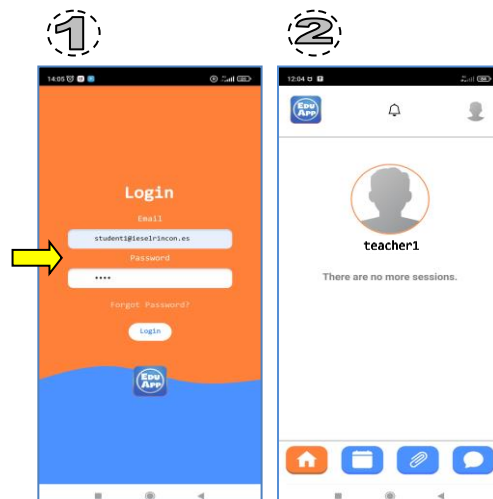 1
14:05
Login
Email
student1@ieselrincon.es
Password
••••
Forgot Password?
Login
EDU
APP
2
12:04
EDU
APP
teacher1
There are no more sessions.